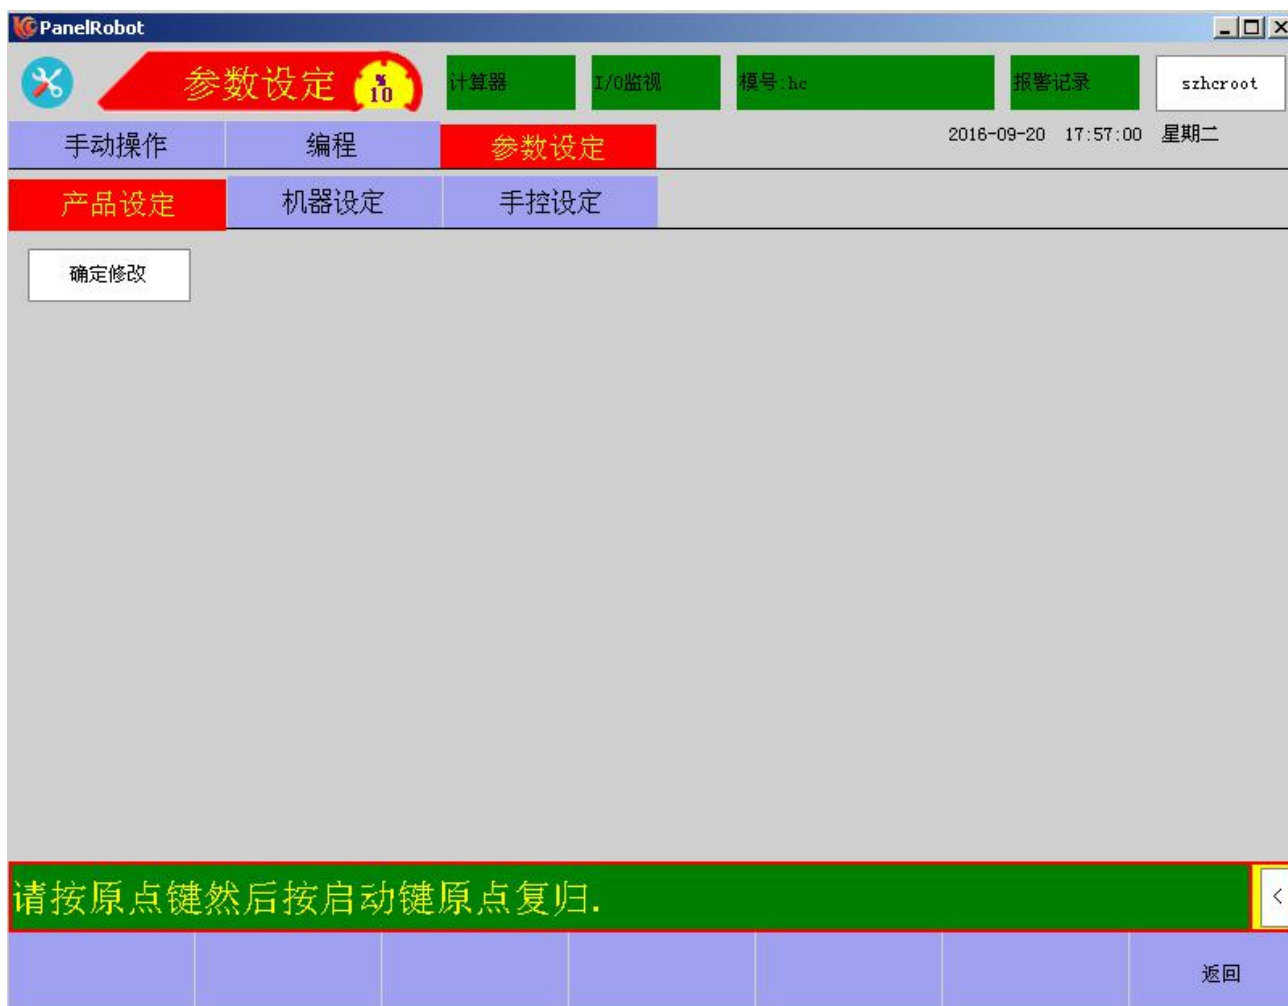 PanelRobot
参数设定
%
10
计算器
I/O监视
模号:hc
报警记录
szhcroot
手动操作
编程
参数设定
2016-09-20 17:57:00 星期二
产品设定
机器设定
手控设定
确定修改
请按原点键然后按启动键原点复归.
<
返回